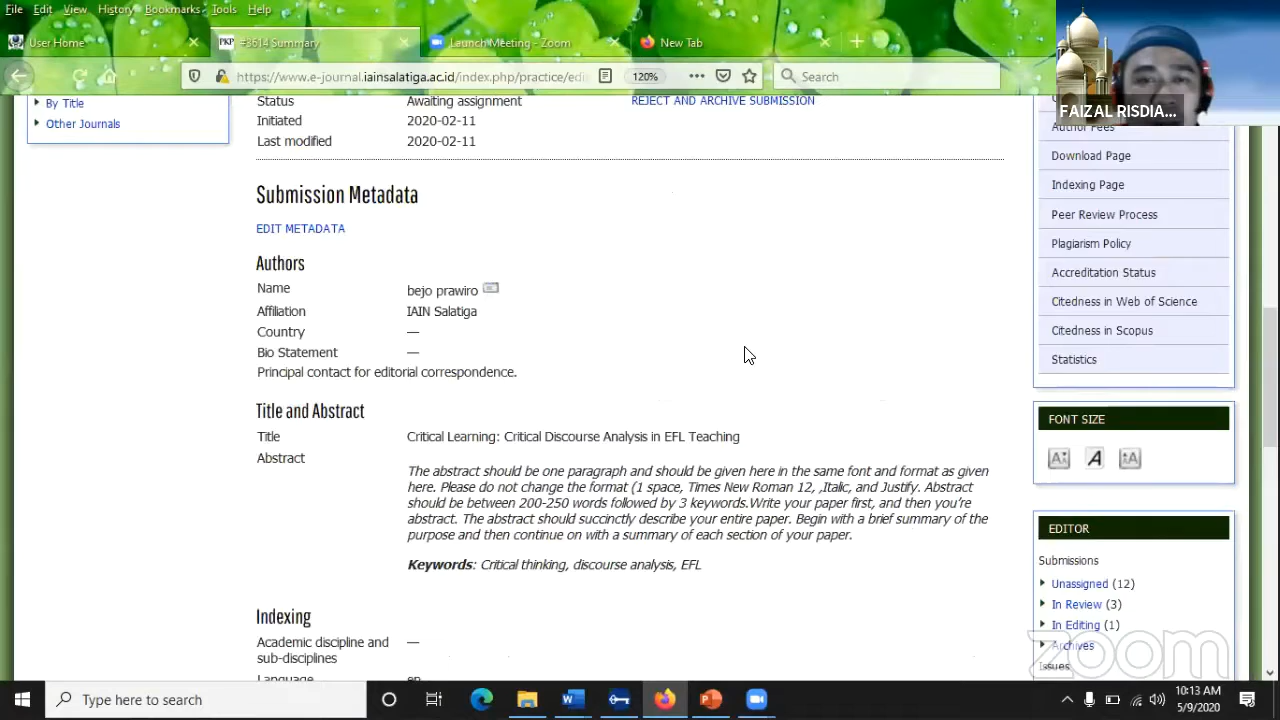 File Edit View History Bookmarks Tools Help
User Home
PKP #3614 Summary
Launch Meeting - Zoom
New Tab
https://www.e-journal.iainsalatiga.ac.id/index.php/practice/edi
120%
Search
FAIZAL RISDIA...
By Title
Other Journals
Status Awaiting assignment REJECT AND ARCHIVE SUBMISSION
Initiated 2020-02-11
Last modified 2020-02-11
Submission Metadata
EDIT METADATA
Authors
Name bejo prawiro
Affiliation IAIN Salatiga
Country —
Bio Statement —
Principal contact for editorial correspondence.
Title and Abstract
Title Critical Learning: Critical Discourse Analysis in EFL Teaching
Abstract
The abstract should be one paragraph and should be given here in the same font and format as given
here. Please do not change the format (1 space, Times New Roman 12, ,Italic, and Justify. Abstract
should be between 200-250 words followed by 3 keywords.Write your paper first, and then you're
abstract. The abstract should succinctly describe your entire paper. Begin with a brief summary of the
purpose and then continue on with a summary of each section of your paper.
Keywords: Critical thinking, discourse analysis, EFL
Indexing
Academic discipline and —
sub-disciplines
Language en
Author Fees
Download Page
Indexing Page
Peer Review Process
Plagiarism Policy
Accreditation Status
Citedness in Web of Science
Citedness in Scopus
Statistics
FONT SIZE
EDITOR
Submissions
Unassigned (12)
In Review (3)
In Editing (1)
Archives
Issues
zoom
Type here to search
10:13 AM
5/9/2020